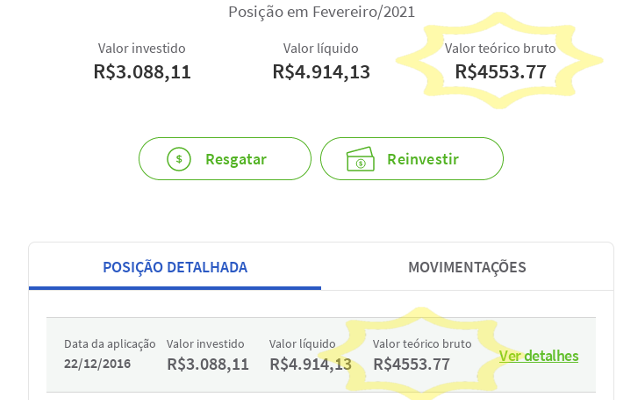 Posição em Fevereiro/2021
Valor investido Valor líquido Valor teórico bruto
R$3.088,11 R$4.914,13 R$4553.77
$ Resgatar $ Reinvestir
POSIÇÃO DETALHADA MOVIMENTAÇÕES
Data da aplicação Valor investido Valor líquido Valor teórico bruto
22/12/2016 R$3.088,11 R$4.914,13 R$4553.77 Ver detalhes